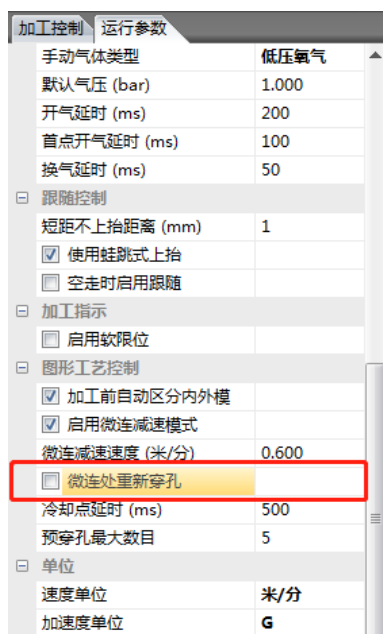 加工控制 运行参数
手动气体类型 低压氧气
默认气压 (bar) 1.000
开气延时 (ms) 200
首点开气延时 (ms) 100
换气延时 (ms) 50
跟随控制
短距不上抬距离 (mm) 1
使用蛙跳式上抬
空走时启用跟随
加工指示
启用软限位
图形工艺控制
加工前自动区分内外模
启用微连减速模式
微连减速速度 (米/分) 0.600
微连处重新穿孔
冷却点延时 (ms) 500
预穿孔最大数目 5
单位
速度单位 米/分
加速度单位 G